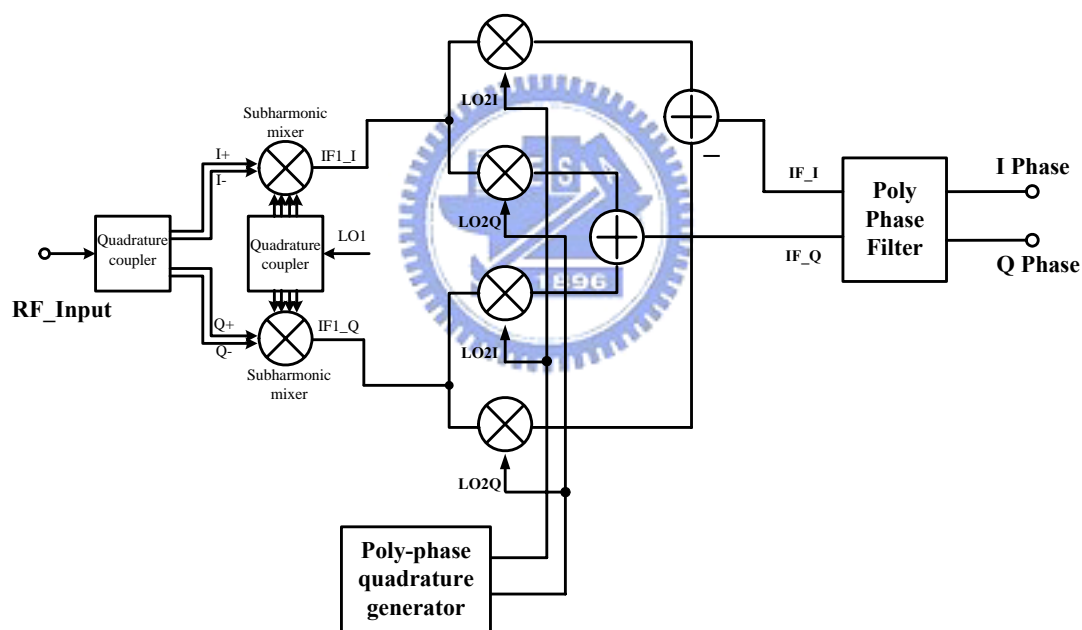 RF_Input
Quadrature
coupler
I+
I-
Q+
Q-
Subharmonic
mixer
IF1_I
Quadrature
coupler
LO1
IF1_Q
Subharmonic
mixer
LO2I
LO2Q
LO2I
LO2Q
1896
Poly-phase
quadrature
generator
IF_I
IF_Q
Poly
Phase
Filter
I Phase
Q Phase